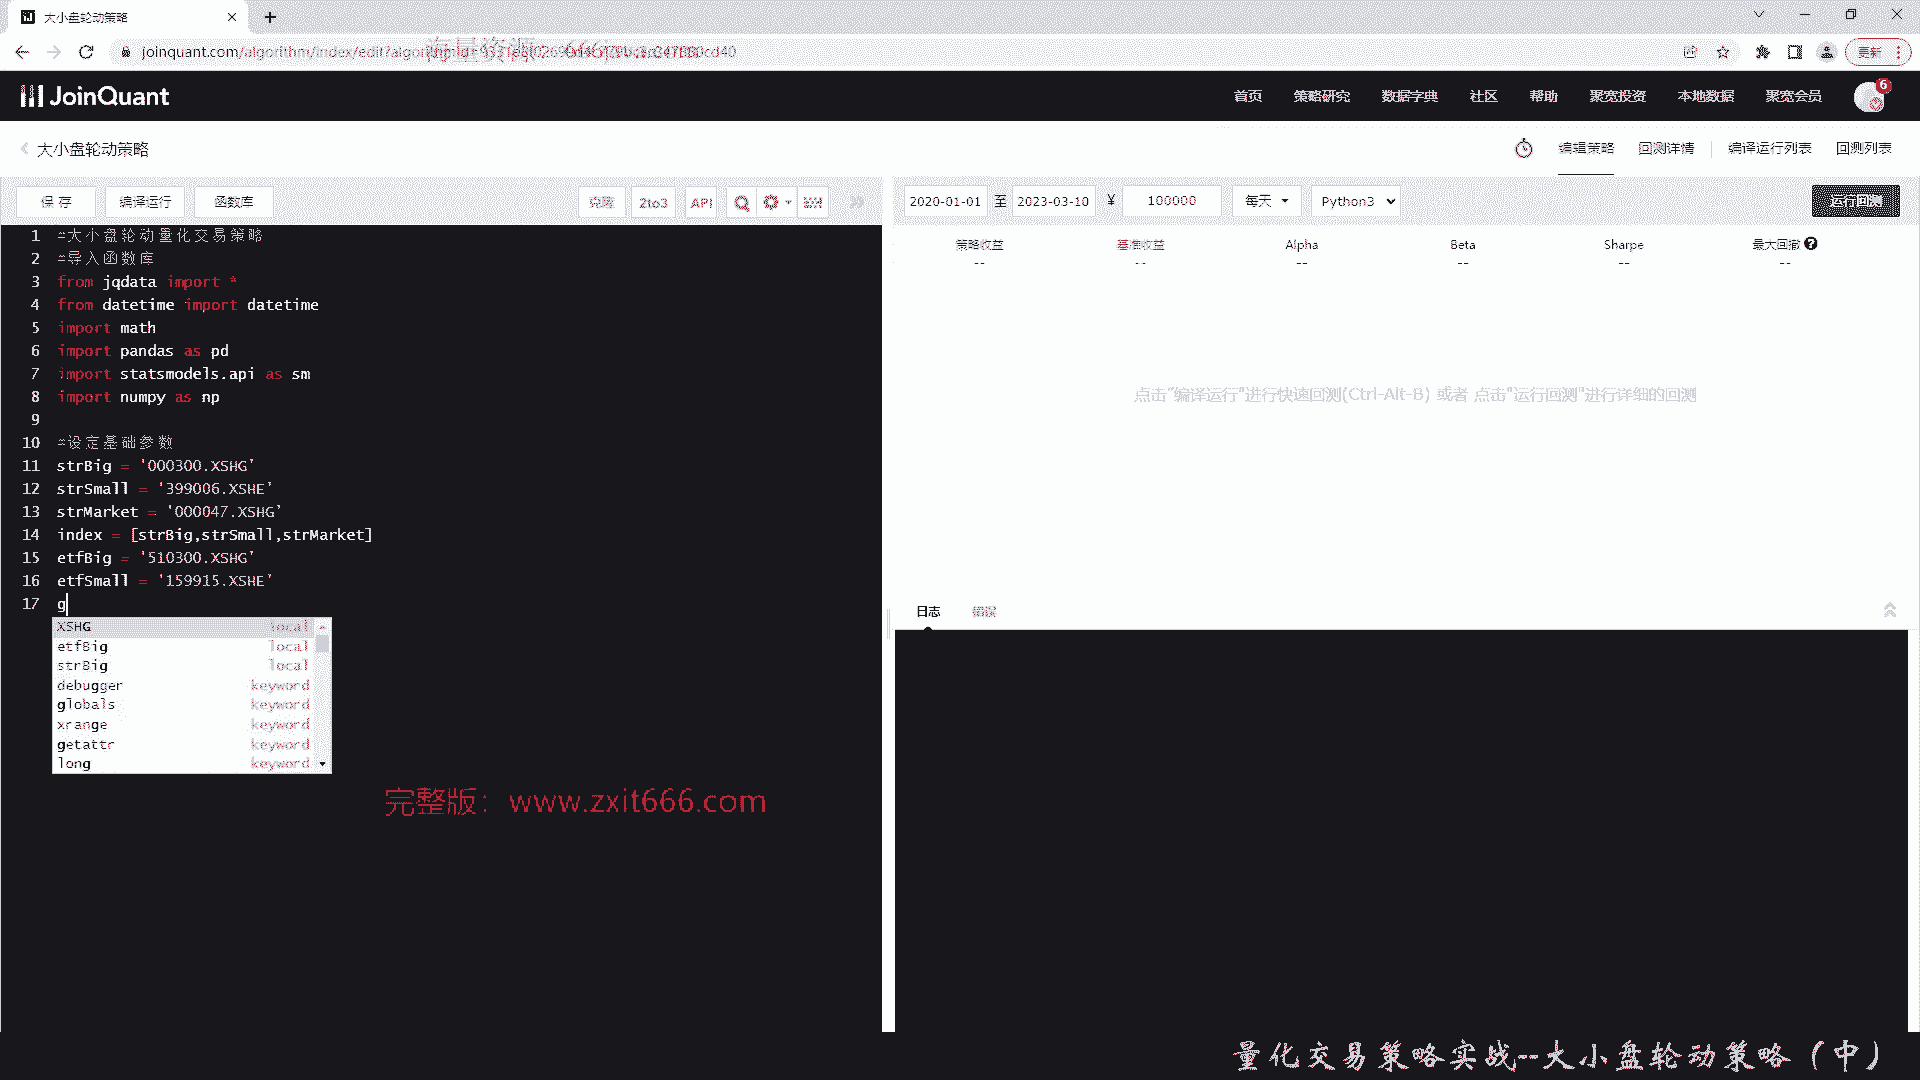 大小盘轮动策略
joinquant.com/algorithm/index/edit?algorithm
更新
JoinQuant
首页 策略研究 数据字典 社区 帮助 聚宽投资 本地数据 聚宽会员 6
大小盘轮动策略
编辑策略 回测详情 编译运行列表 回测列表
保存 编译运行 函数库 克隆 2to3 API
2020-01-01 至 2023-03-10 ¥ 100000 每天 Python3 运行回测
策略收益 基准收益 Alpha Beta Sharpe 最大回撤
-- -- -- -- -- --
点击"编译运行"进行快速回测(Ctrl-Alt-B) 或者 点击"运行回测"进行详细的回测
1 #大小盘轮动量化交易策略
2 #导入函数库
3 from jqdata import *
4 from datetime import datetime
5 import math
6 import pandas as pd
7 import statsmodels.api as sm
8 import numpy as np
9
10 #设定基础参数
11 strBig = '000300.XSHG'
12 strSmall = '399006.XSHE'
13 strMarket = '000047.XSHG'
14 index = [strBig,strSmall,strMarket]
15 etfBig = '510300.XSHG'
16 etfSmall = '159915.XSHE'
17 g
XSHG local
etfBig local
strBig local
debugger keyword
globals keyword
xrange keyword
getattr keyword
long keyword
日志 错误
完整版：www.zxit666.com
量化交易策略实战--大小盘轮动策略（中）